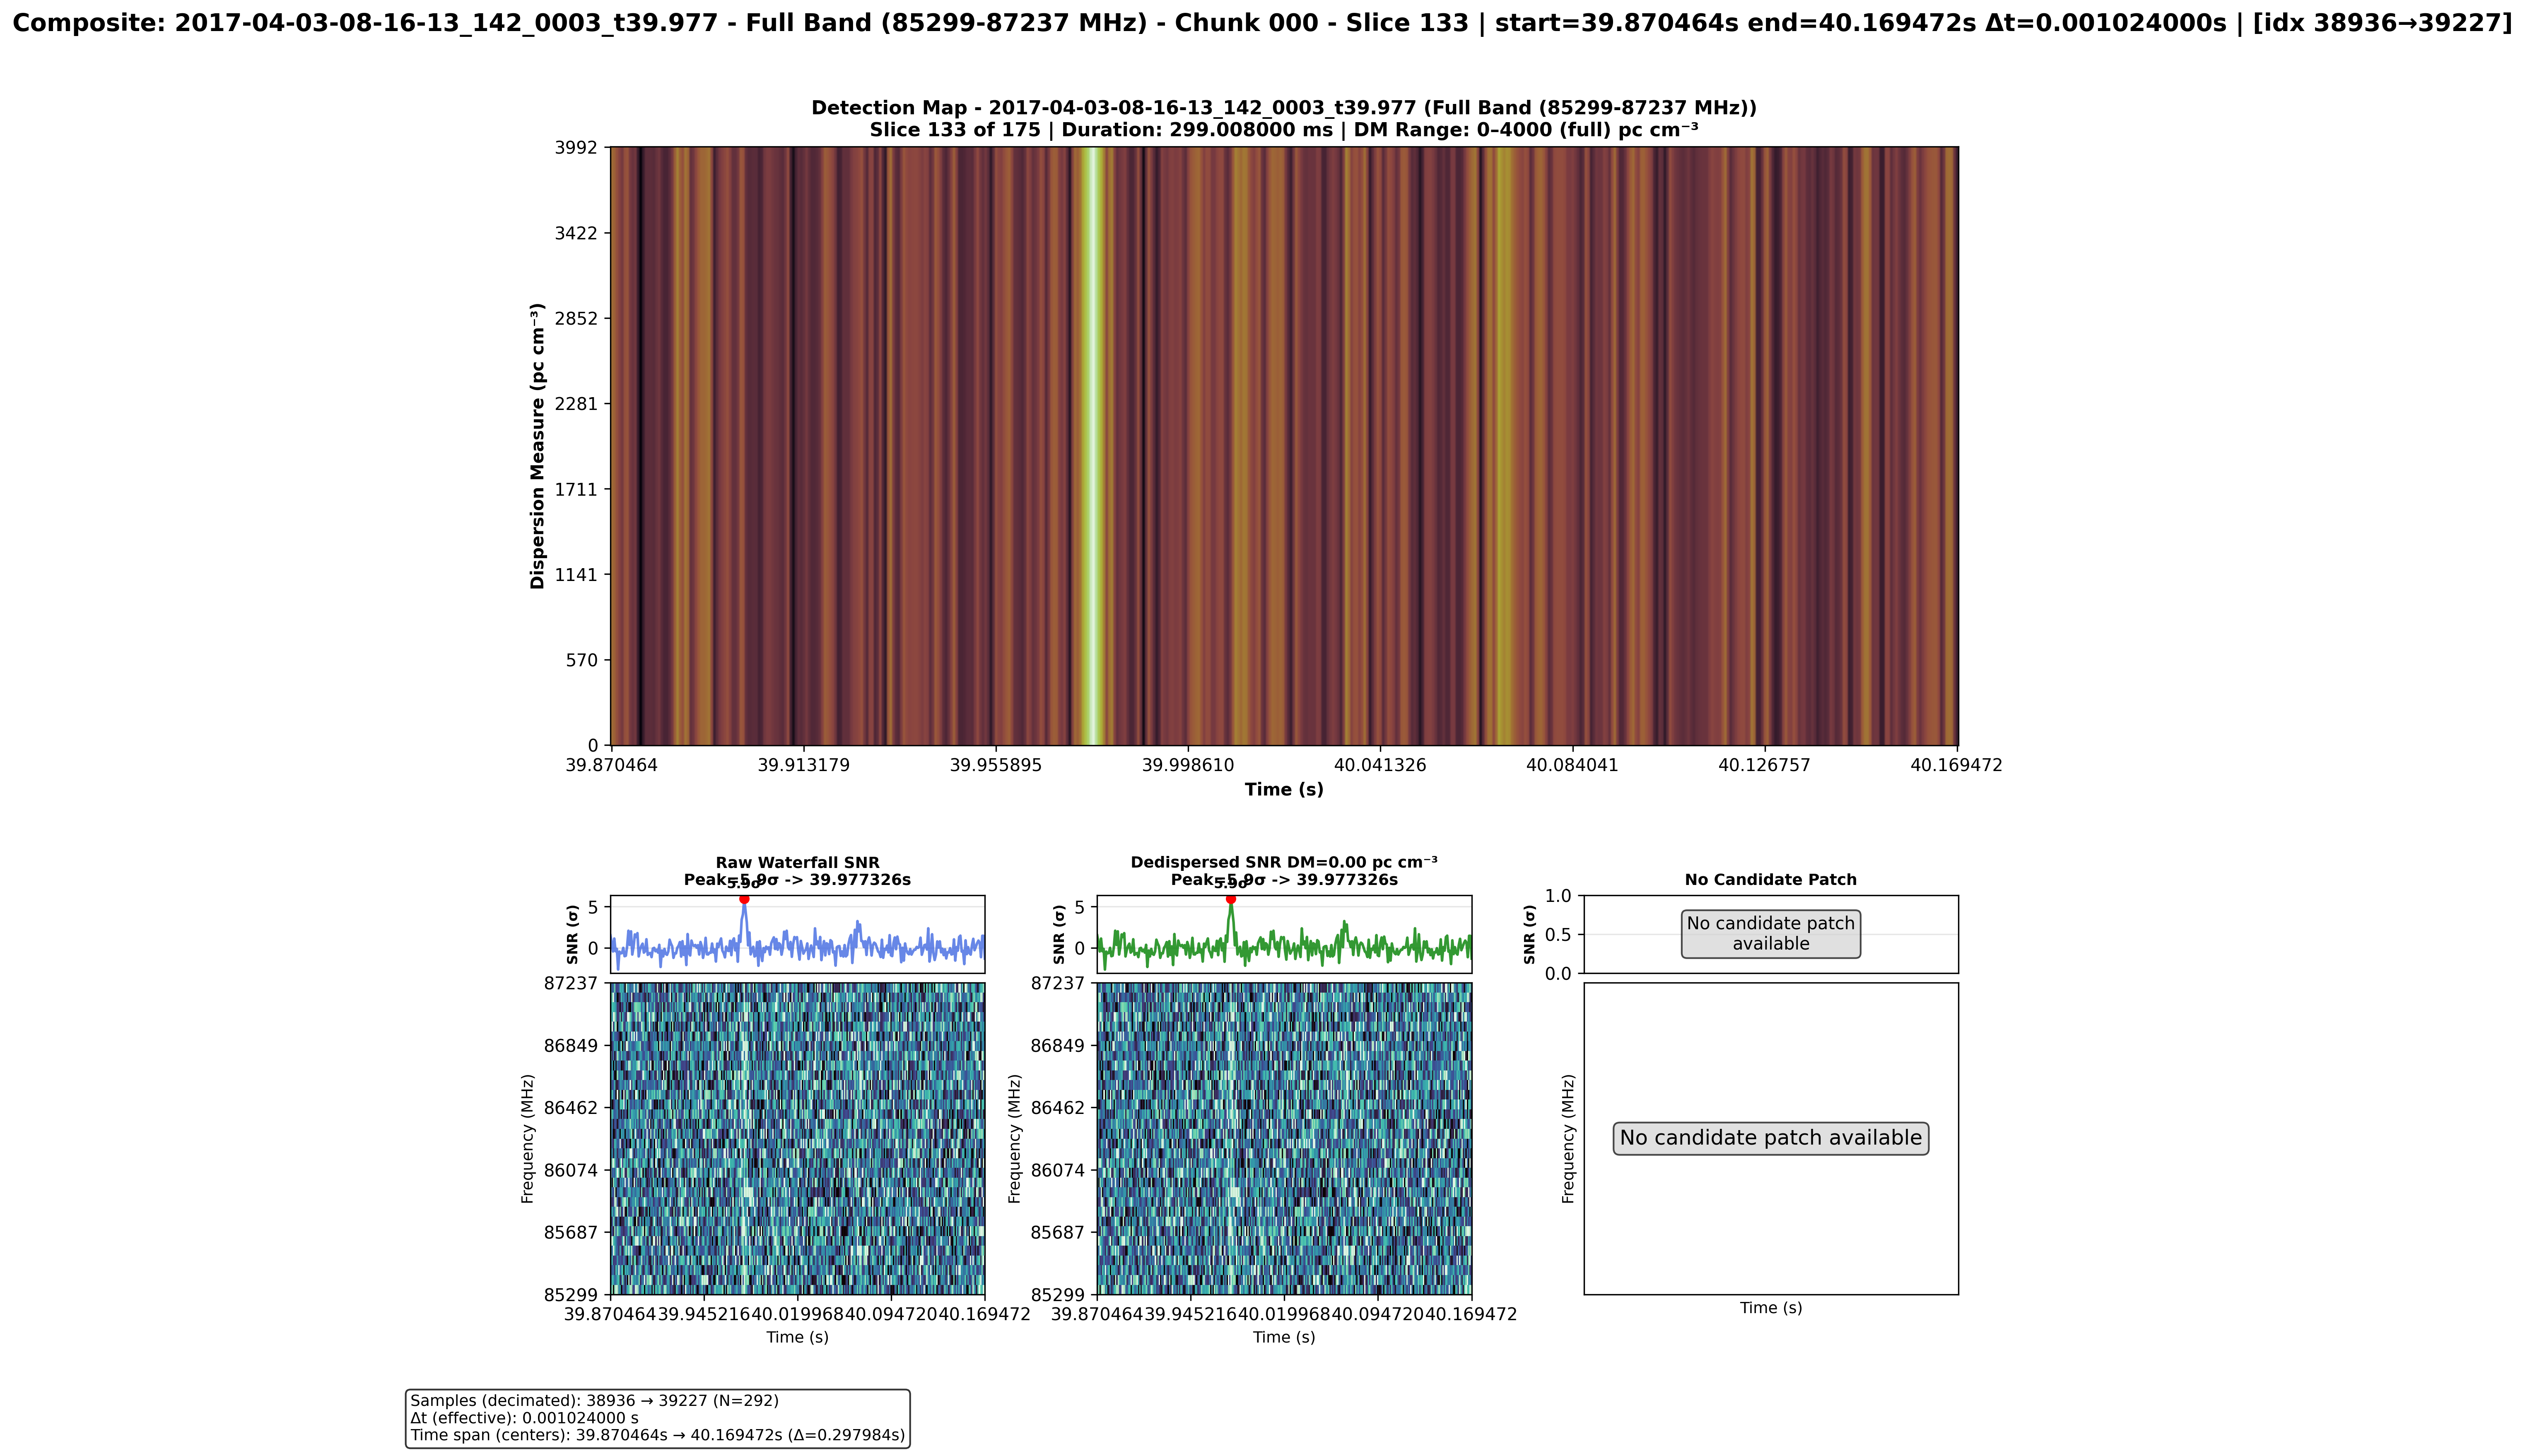 Composite: 2017-04-03-08-16-13_142_0003_t39.977 - Full Band (85299-87237 MHz) - Chunk 000 - Slice 133 | start=39.870464s end=40.169472s Δt=0.001024000s | [idx 38936→39227]
Detection Map - 2017-04-03-08-16-13_142_0003_t39.977 (Full Band (85299-87237 MHz))
Slice 133 of 175 | Duration: 299.008000 ms | DM Range: 0–4000 (full) pc cm⁻³
Dispersion Measure (pc cm⁻³)
3992
3422
2852
2281
1711
1141
570
0
39.870464 39.913179 39.955895 39.998610 40.041326 40.084041 40.126757 40.169472
Time (s)
Raw Waterfall SNR
Peak=5.9σ -> 39.977326s
5.9σ
SNR (σ)
5
0
Frequency (MHz)
87237
86849
86462
86074
85687
85299
39.870464 39.945216 40.019968 40.094720 40.169472
Time (s)
Dedispersed SNR DM=0.00 pc cm⁻³
Peak=5.9σ -> 39.977326s
5.9σ
SNR (σ)
5
0
Frequency (MHz)
87237
86849
86462
86074
85687
85299
39.870464 39.945216 40.019968 40.094720 40.169472
Time (s)
No Candidate Patch
SNR (σ)
1.0
0.5
0.0
No candidate patch
available
Frequency (MHz)
No candidate patch available
Time (s)
Samples (decimated): 38936 → 39227 (N=292)
Δt (effective): 0.001024000 s
Time span (centers): 39.870464s → 40.169472s (Δ=0.297984s)